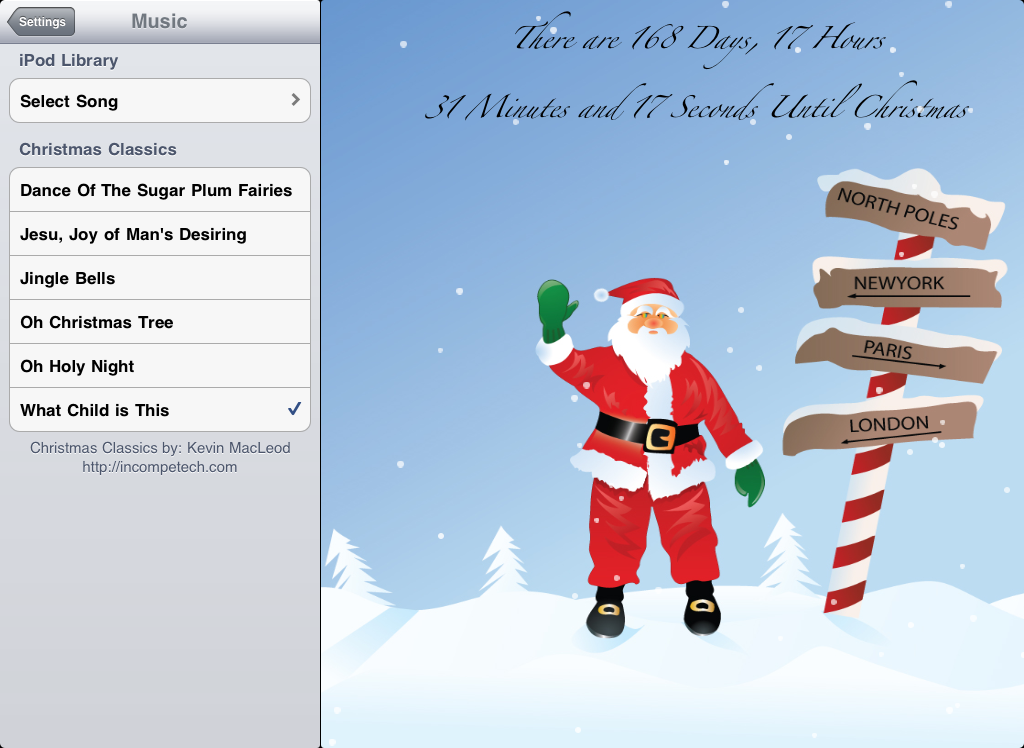 Settings
Music
iPod Library
Select Song
Christmas Classics
Dance Of The Sugar Plum Fairies
Jesu, Joy of Man's Desiring
Jingle Bells
Oh Christmas Tree
Oh Holy Night
What Child is This
Christmas Classics by: Kevin MacLeod
http://incompetech.com
There are 168 Days, 17 Hours
31 Minutes and 17 Seconds Until Christmas
NORTH POLES
NEWYORK
PARIS
LONDON